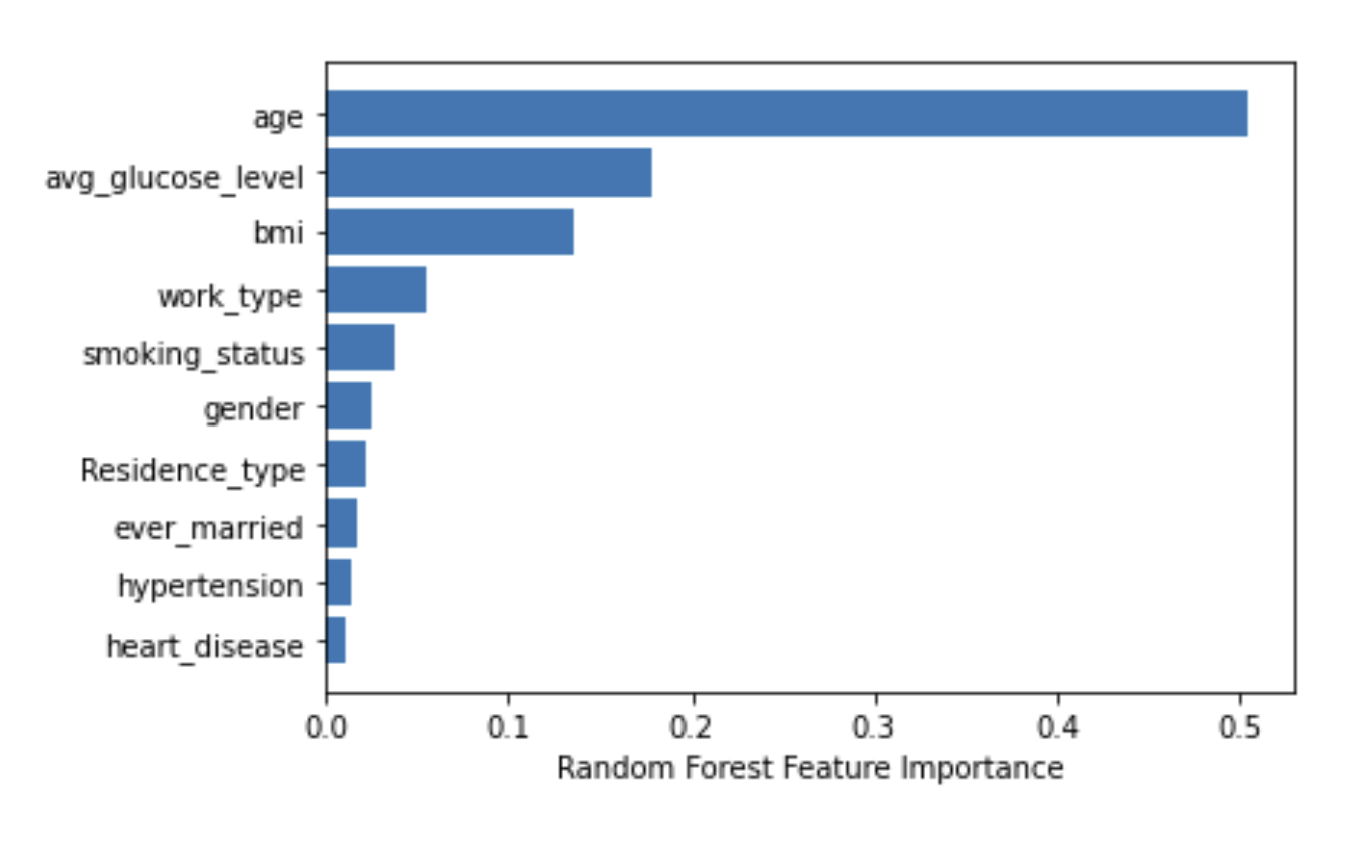 age
avg_glucose_level
bmi
work_type
smoking_status
gender
Residence_type
ever_married
hypertension
heart_disease
0.0 0.1 0.2 0.3 0.4 0.5
Random Forest Feature Importance